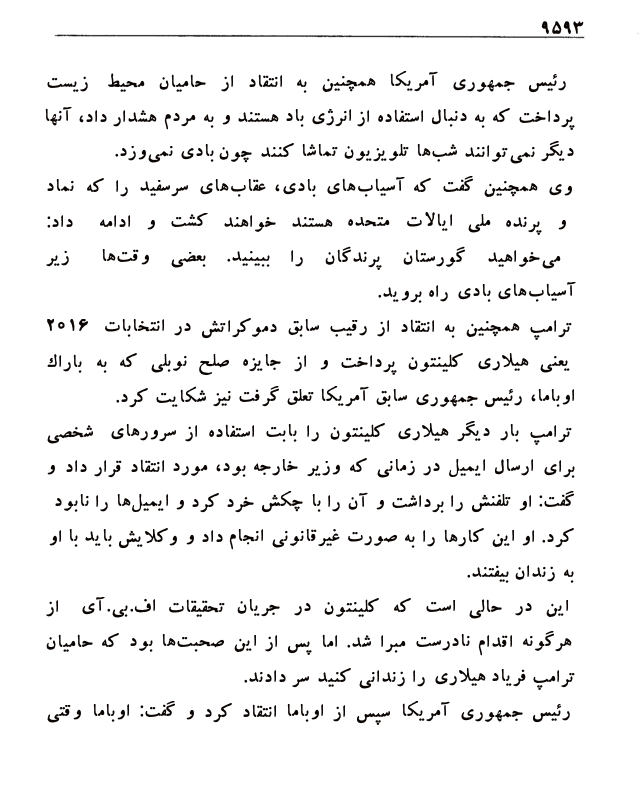 ۹۵۹۳
رئیس جمهوری آمریکا همچنین به انتقاد از حامیان محیط زیست
پرداخت که به دنبال استفاده از انرژی باد هستند و به مردم هشدار داد، آنها
دیگر نمی‌توانند شب‌ها تلویزیون تماشا کنند چون بادی نمی‌وزد.
وی همچنین گفت که آسیاب‌های بادی، عقاب‌های سرسفید را که نماد
و پرنده ملی ایالات متحده هستند خواهند کشت و ادامه داد:
می‌خواهید گورستان پرندگان را ببینید. بعضی وقت‌ها زیر
آسیاب‌های بادی راه بروید.
ترامپ همچنین به انتقاد از رقیب سابق دموکراتش در انتخابات ۲۰۱۶
یعنی هیلاری کلینتون پرداخت و از جایزه صلح نوبلی که به باراك
اوباما، رئیس جمهوری سابق آمریکا تعلق گرفت نیز شکایت کرد.
ترامپ بار دیگر هیلاری کلینتون را بابت استفاده از سرورهای شخصی
برای ارسال ایمیل در زمانی که وزیر خارجه بود، مورد انتقاد قرار داد و
گفت: او تلفنش را برداشت و آن را با چکش خرد کرد و ایمیل‌ها را نابود
کرد. او این کارها را به صورت غیرقانونی انجام داد و وکلایش باید با او
به زندان بیفتند.
این در حالی است که کلینتون در جریان تحقیقات اف.بی.آی از
هرگونه اقدام نادرست مبرا شد. اما پس از این صحبت‌ها بود که حامیان
ترامپ فریاد هیلاری را زندانی کنید سر دادند.
رئیس جمهوری آمریکا سپس از اوباما انتقاد کرد و گفت: اوباما وقتی